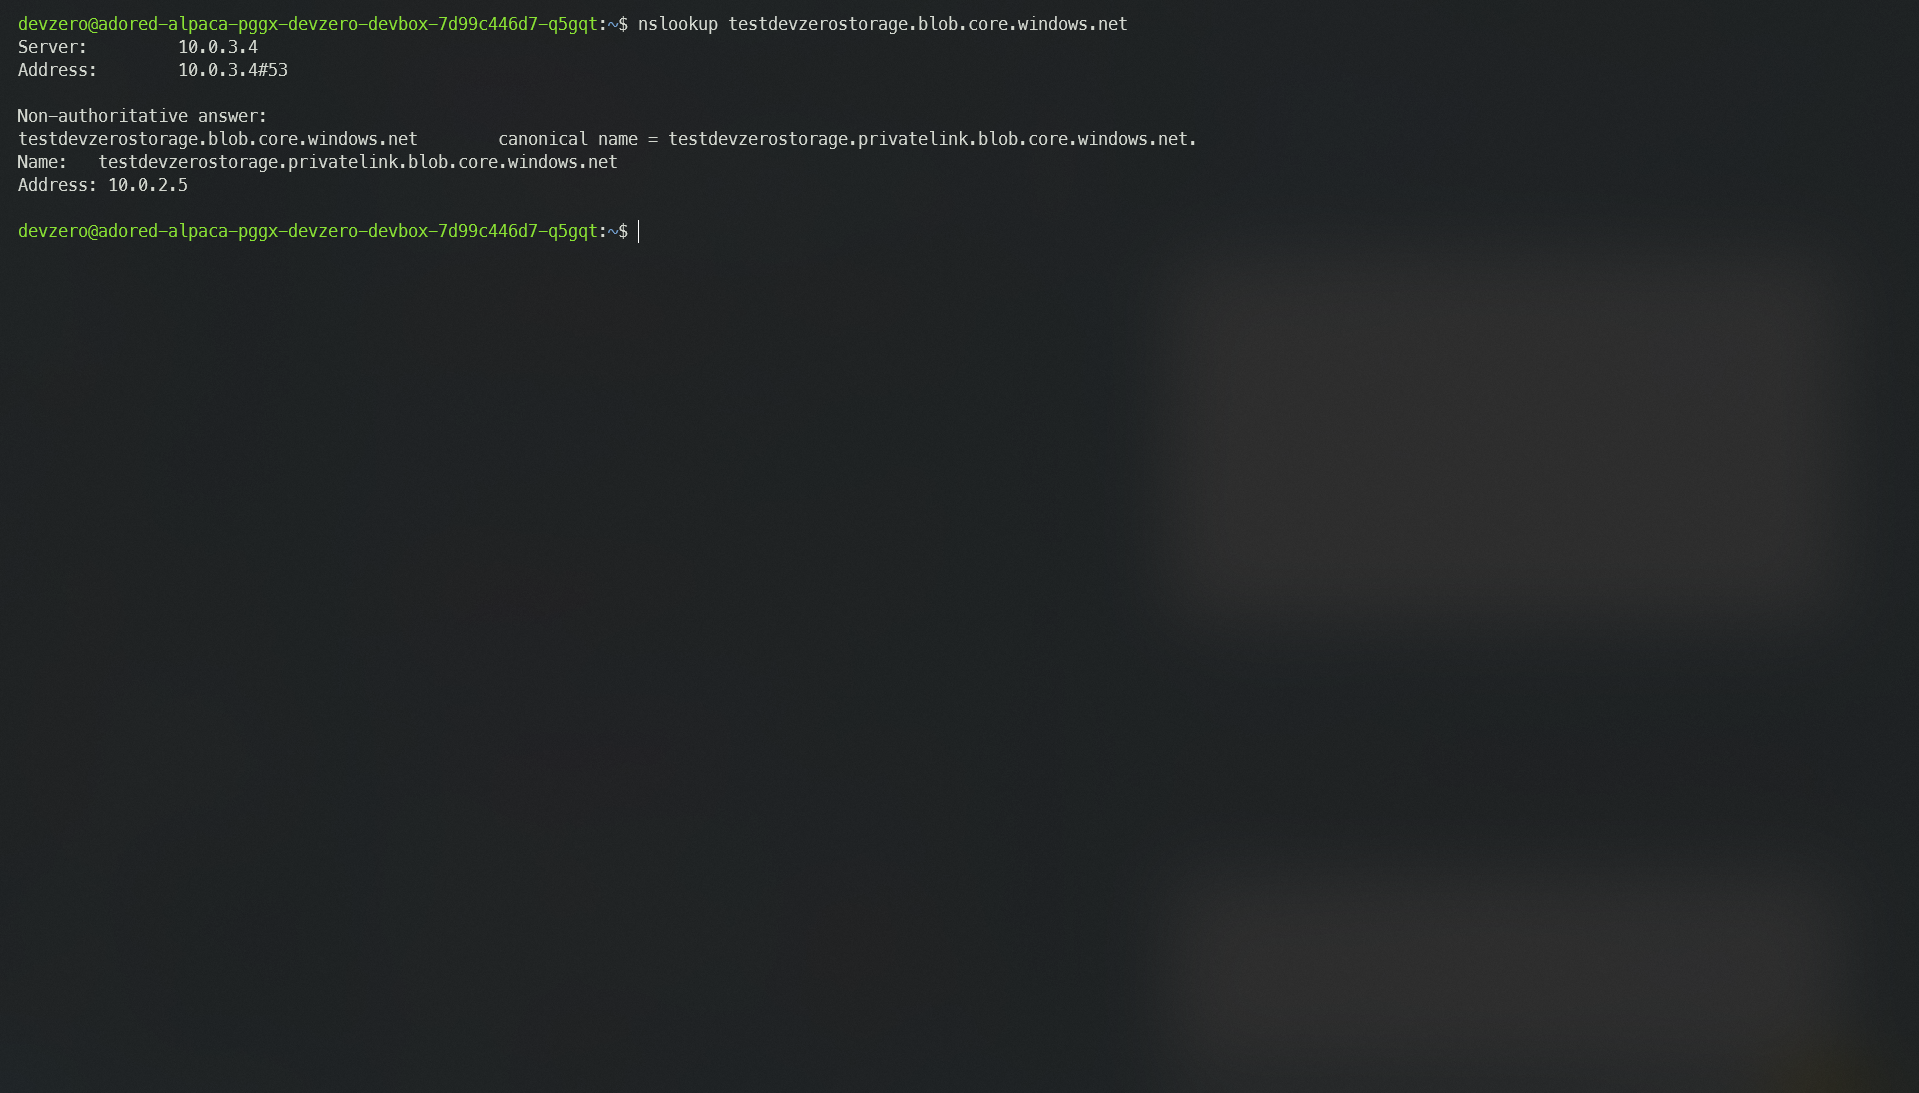 devzero@adored-alpaca-pggx-devzero-devbox-7d99c446d7-q5gqt:~$ nslookup testdevzerostorage.blob.core.windows.net
Server:         10.0.3.4
Address:        10.0.3.4#53

Non-authoritative answer:
testdevzerostorage.blob.core.windows.net        canonical name = testdevzerostorage.privatelink.blob.core.windows.net.
Name:   testdevzerostorage.privatelink.blob.core.windows.net
Address: 10.0.2.5

devzero@adored-alpaca-pggx-devzero-devbox-7d99c446d7-q5gqt:~$